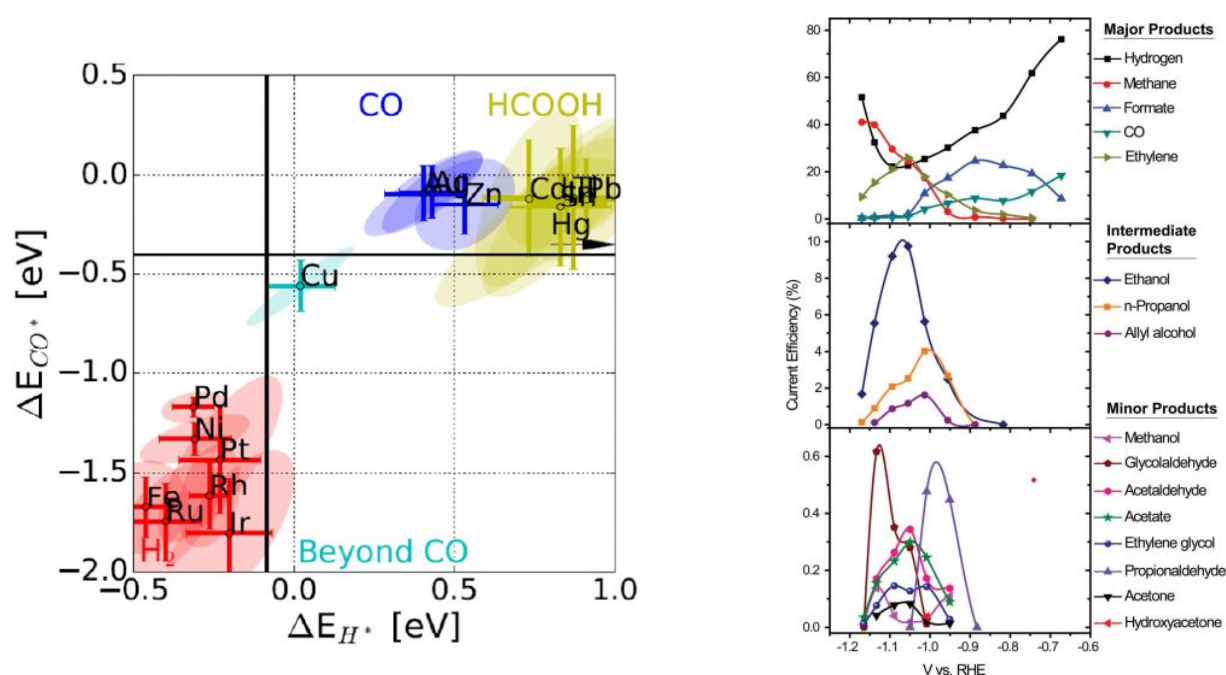 0.5
0.0
−0.5
−1.0
−1.5
−2.0
ΔE_CO* [eV]
CO
HCOOH
Ag
Zn
Cd
Pb
Hg
Cu
Pd
Ni
Pt
Rh
Fe
Ru
Ir
H₂
Beyond CO
−0.5
0.0
0.5
1.0
ΔE_H* [eV]
80
60
40
20
0
10
8
6
4
2
0
0.6
0.4
0.2
0.0
Current Efficiency (%)
-1.2
-1.1
-1.0
-0.9
-0.8
-0.7
-0.6
V vs. RHE
Major Products
Hydrogen
Methane
Formate
CO
Ethylene
Intermediate
Products
Ethanol
n-Propanol
Allyl alcohol
Minor Products
Methanol
Glycolaldehyde
Acetaldehyde
Acetate
Ethylene glycol
Propionaldehyde
Acetone
Hydroxyacetone